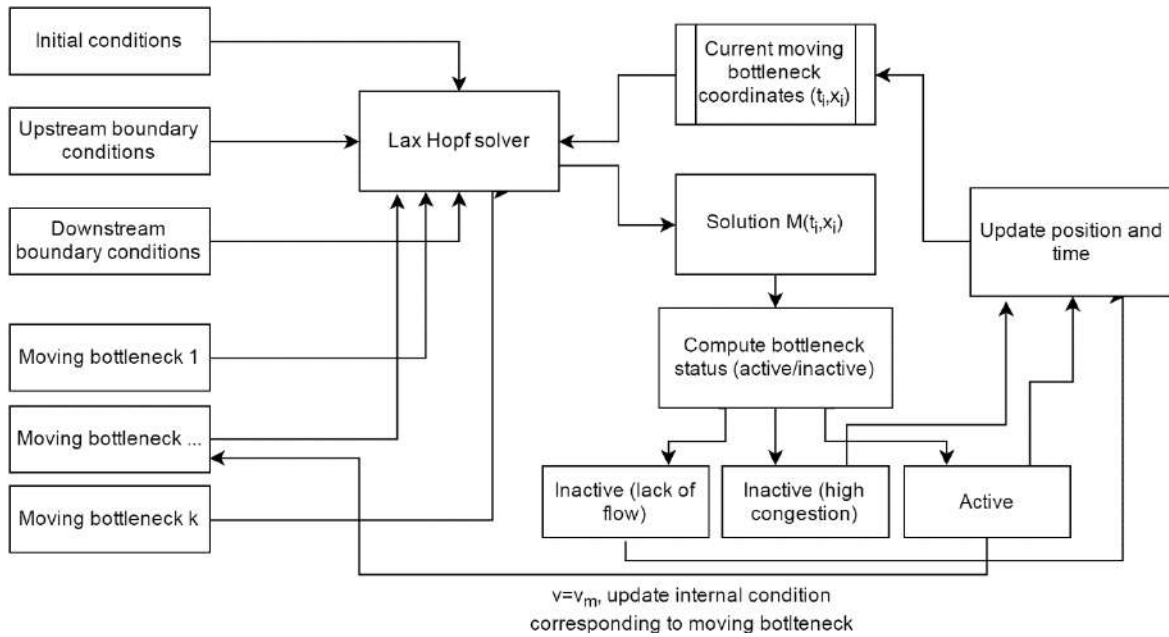 Initial conditions
Upstream boundary
conditions
Downstream
boundary conditions
Moving bottleneck 1
Moving bottleneck ...
Moving bottleneck k
Lax Hopf solver
Current moving
bottleneck
coordinates (tᵢ,xᵢ)
Solution M(tᵢ,xᵢ)
Update position and
time
Compute bottleneck
status (active/inactive)
Inactive (lack of
flow)
Inactive (high
congestion)
Active
v=vₘ, update internal condition
corresponding to moving botlteneck